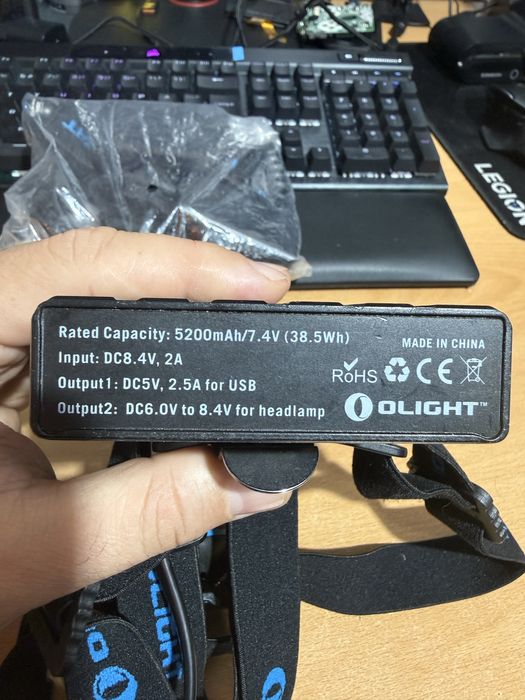 LEGION
Rated Capacity: 5200mAh/7.4V (38.5Wh)
Input: DC8.4V, 2A
Output1: DC5V, 2.5A for USB
Output2: DC6.0V to 8.4V for headlamp
MADE IN CHINA
RoHS CE
OLIGHT™
OLIGHT